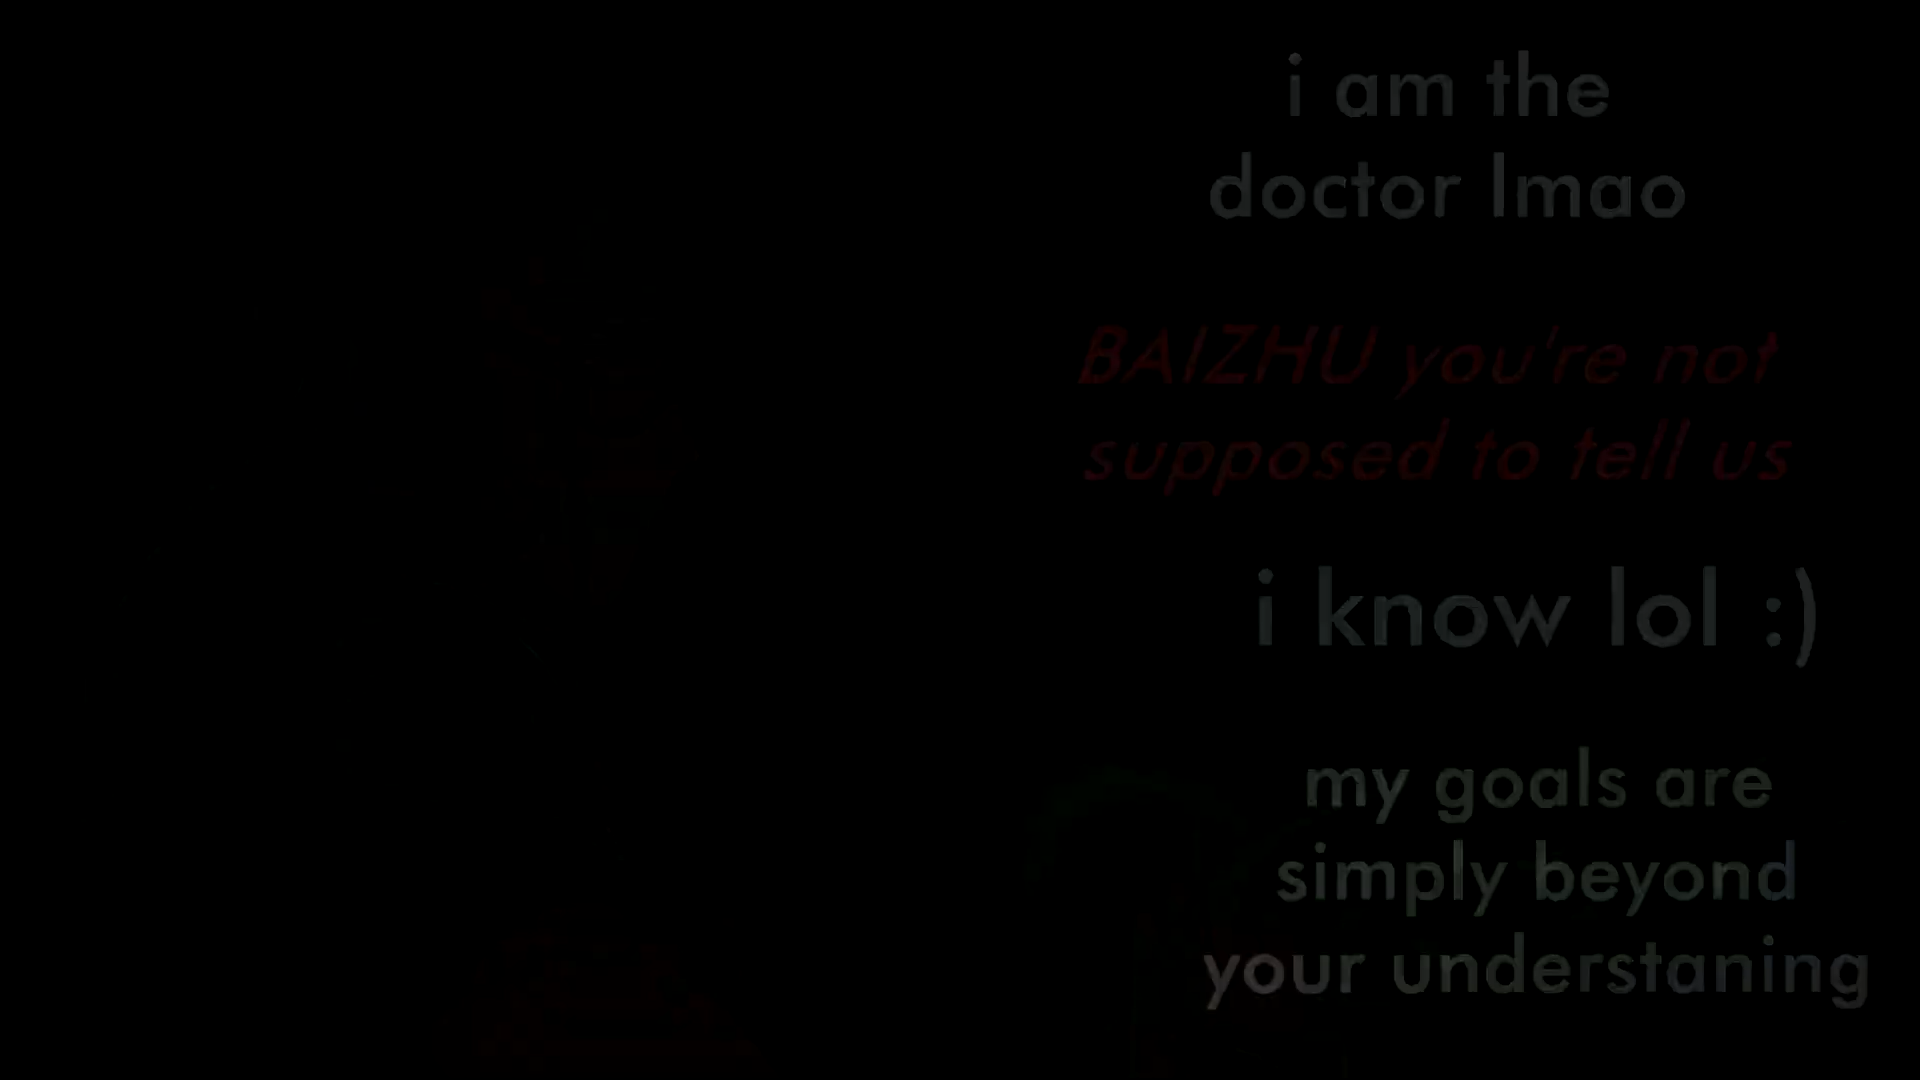 i am the
doctor lmao
BAIZHU you're not
supposed to tell us
i know lol :)
my goals are
simply beyond
your understaning